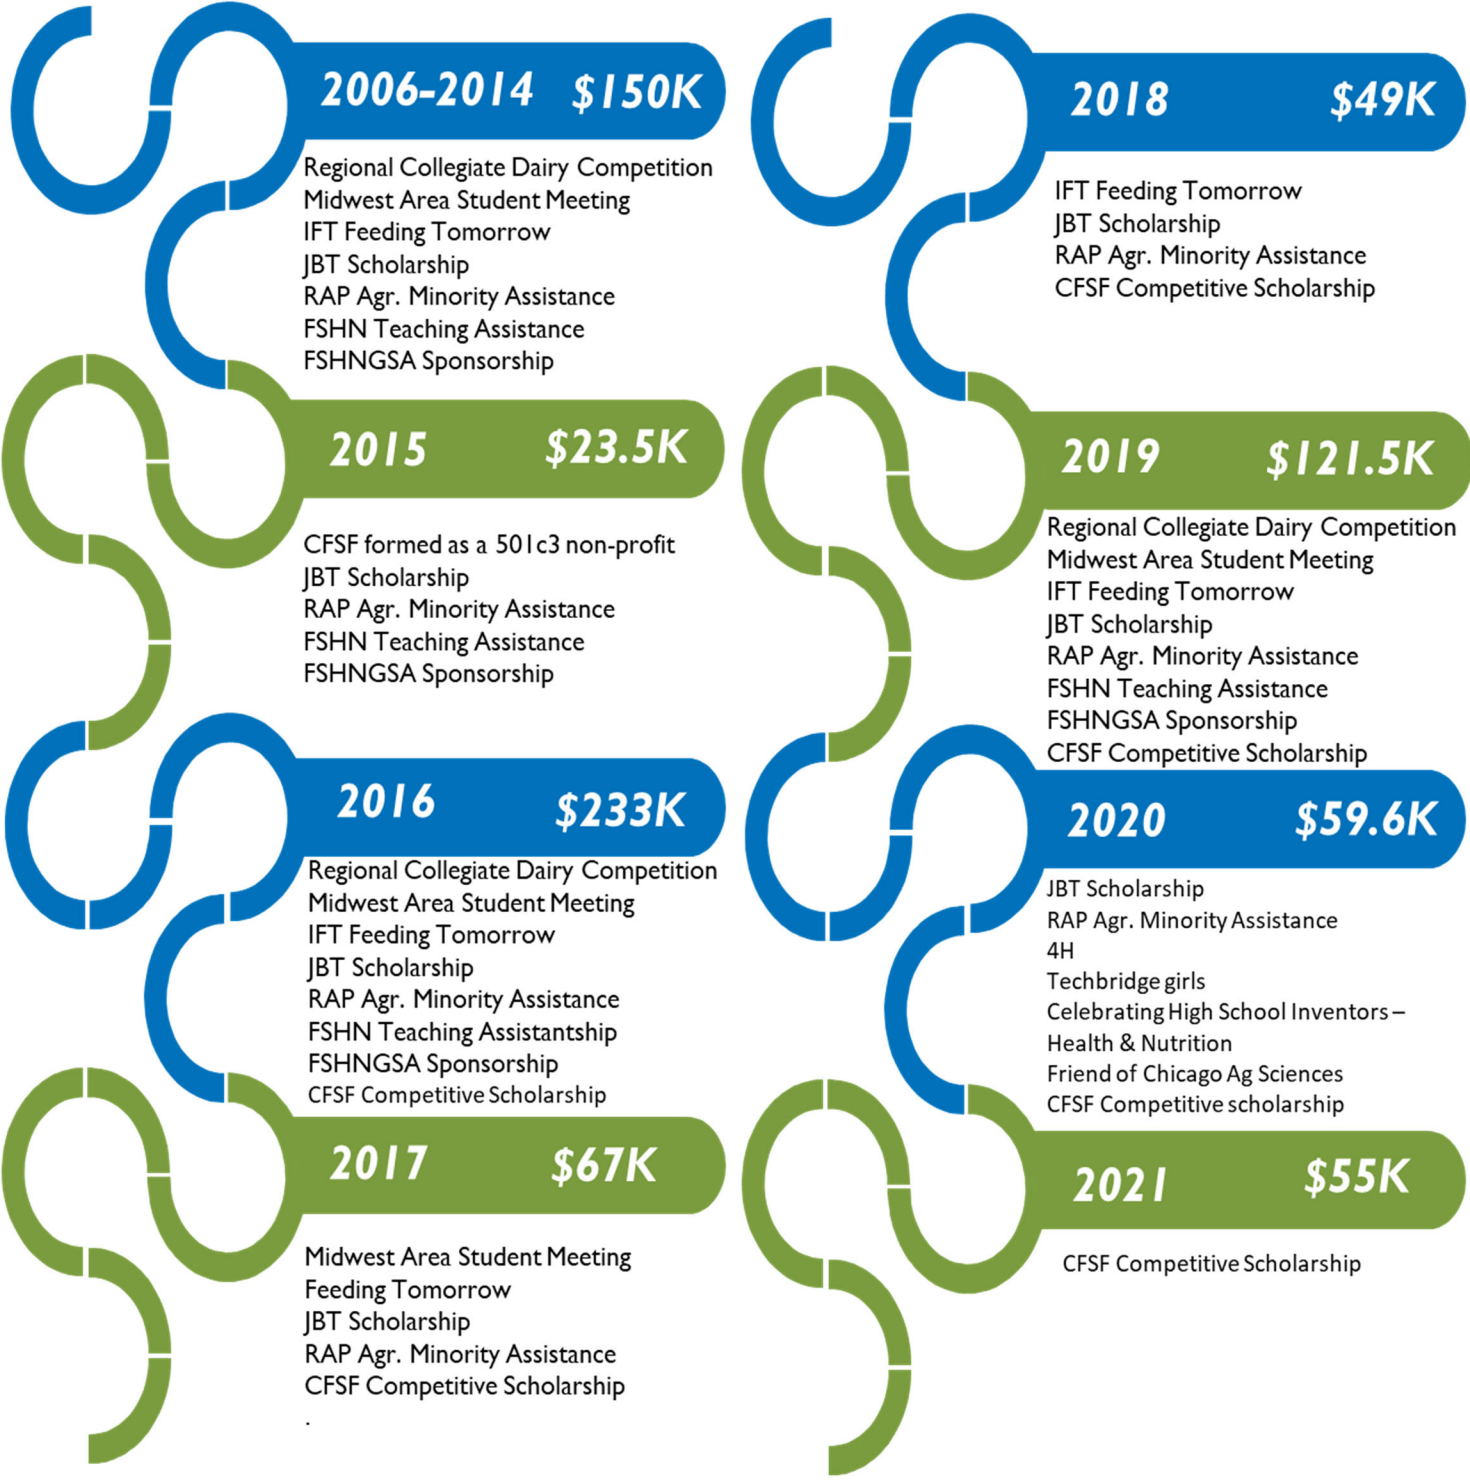 2006-2014 $150K
Regional Collegiate Dairy Competition
Midwest Area Student Meeting
IFT Feeding Tomorrow
JBT Scholarship
RAP Agr. Minority Assistance
FSHN Teaching Assistance
FSHNGSA Sponsorship
2015 $23.5K
CFSF formed as a 501c3 non-profit
JBT Scholarship
RAP Agr. Minority Assistance
FSHN Teaching Assistance
FSHNGSA Sponsorship
2016 $233K
Regional Collegiate Dairy Competition
Midwest Area Student Meeting
IFT Feeding Tomorrow
JBT Scholarship
RAP Agr. Minority Assistance
FSHN Teaching Assistantship
FSHNGSA Sponsorship
CFSF Competitive Scholarship
2017 $67K
Midwest Area Student Meeting
Feeding Tomorrow
JBT Scholarship
RAP Agr. Minority Assistance
CFSF Competitive Scholarship
.
2018 $49K
IFT Feeding Tomorrow
JBT Scholarship
RAP Agr. Minority Assistance
CFSF Competitive Scholarship
2019 $121.5K
Regional Collegiate Dairy Competition
Midwest Area Student Meeting
IFT Feeding Tomorrow
JBT Scholarship
RAP Agr. Minority Assistance
FSHN Teaching Assistance
FSHNGSA Sponsorship
CFSF Competitive Scholarship
2020 $59.6K
JBT Scholarship
RAP Agr. Minority Assistance
4H
Techbridge girls
Celebrating High School Inventors –
Health & Nutrition
Friend of Chicago Ag Sciences
CFSF Competitive scholarship
2021 $55K
CFSF Competitive Scholarship